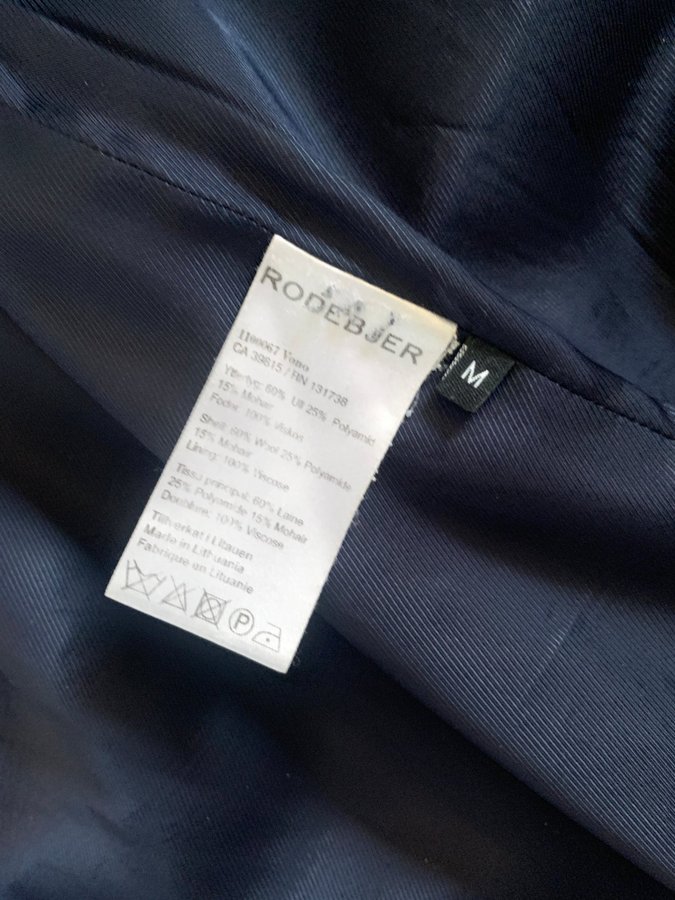 RODEBJER
1100067 Vono
CA 39815 / RN 131738
Yttertyg: 60% Ull 25% Polyamid
15% Mohair
Foder: 100% Viskos
Shell: 60% Wool 25% Polyamide
15% Mohair
Lining: 100% Viscose
Tissu principal: 60% Laine
25% Polyamide 15% Mohair
Doublure: 100% Viscose
Tillverkat i Litauen
Made in Lithuania
Fabrique en Lituanie
P
M